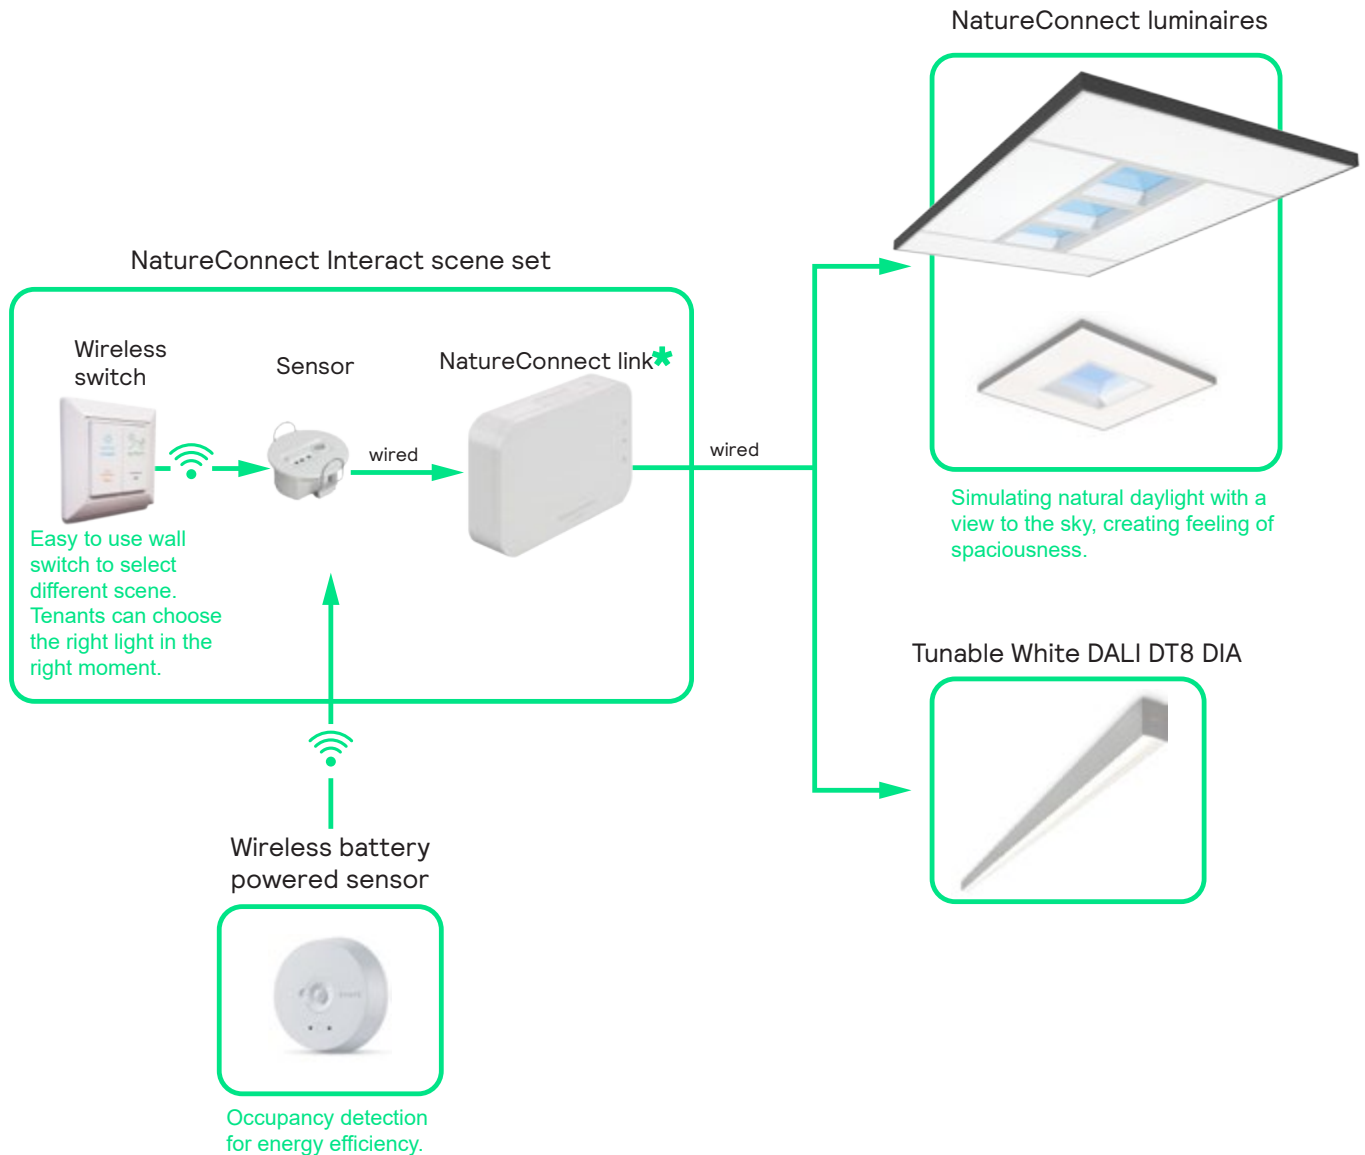 NatureConnect luminaires
NatureConnect Interact scene set
Wireless
switch
Sensor
NatureConnect link*
wired
wired
Easy to use wall
switch to select
different scene.
Tenants can choose
the right light in the
right moment.
Simulating natural daylight with a
view to the sky, creating feeling of
spaciousness.
Tunable White DALI DT8 DIA
Wireless battery
powered sensor
Occupancy detection
for energy efficiency.